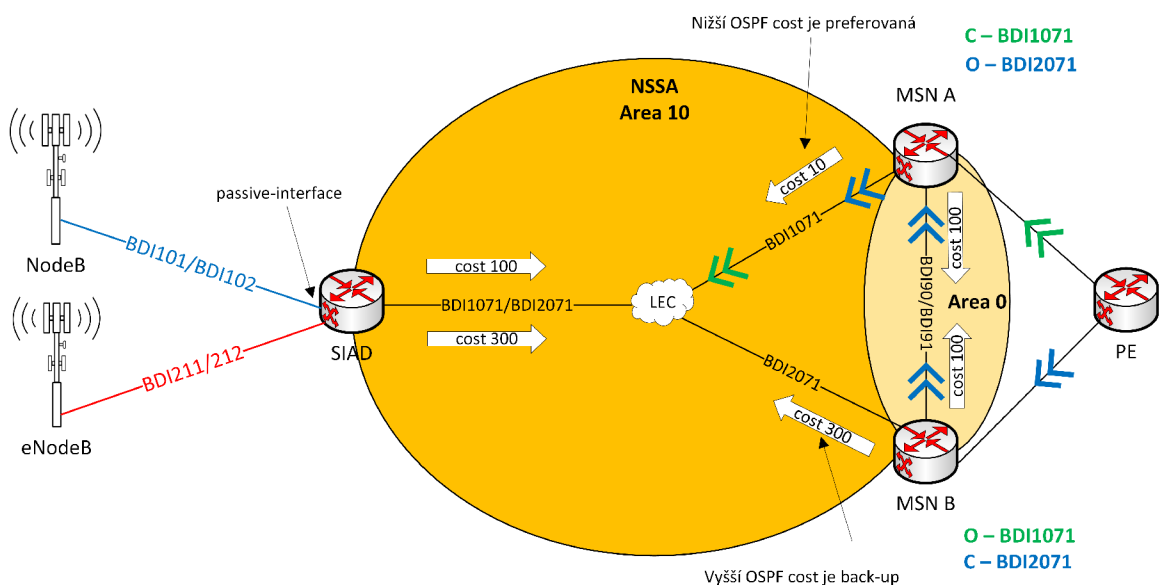 Nižší OSPF cost je preferovaná
C – BDI1071
O – BDI2071
NSSA
Area 10
MSN A
passive-interface
cost 10
BDI1071
cost 100
BDI101/BDI102
NodeB
cost 100
BDI1071/BDI2071
LEC
BDI90/BDI91
Area 0
SIAD
cost 300
PE
BDI211/212
BDI2071
cost 100
eNodeB
cost 300
MSN B
O – BDI1071
C – BDI2071
Vyšší OSPF cost je back-up